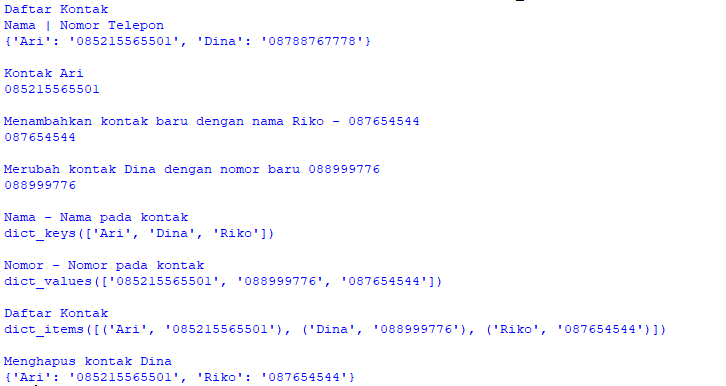 Daftar Kontak
Nama | Nomor Telepon
{'Ari': '085215565501', 'Dina': '08788767778'}
Kontak Ari
085215565501
Menambahkan kontak baru dengan nama Riko - 087654544
087654544
Merubah kontak Dina dengan nomor baru 088999776
088999776
Nama - Nama pada kontak
dict_keys(['Ari', 'Dina', 'Riko'])
Nomor - Nomor pada kontak
dict_values(['085215565501', '088999776', '087654544'])
Daftar Kontak
dict_items([('Ari', '085215565501'), ('Dina', '088999776'), ('Riko', '087654544')])
Menghapus kontak Dina
{'Ari': '085215565501', 'Riko': '087654544'}